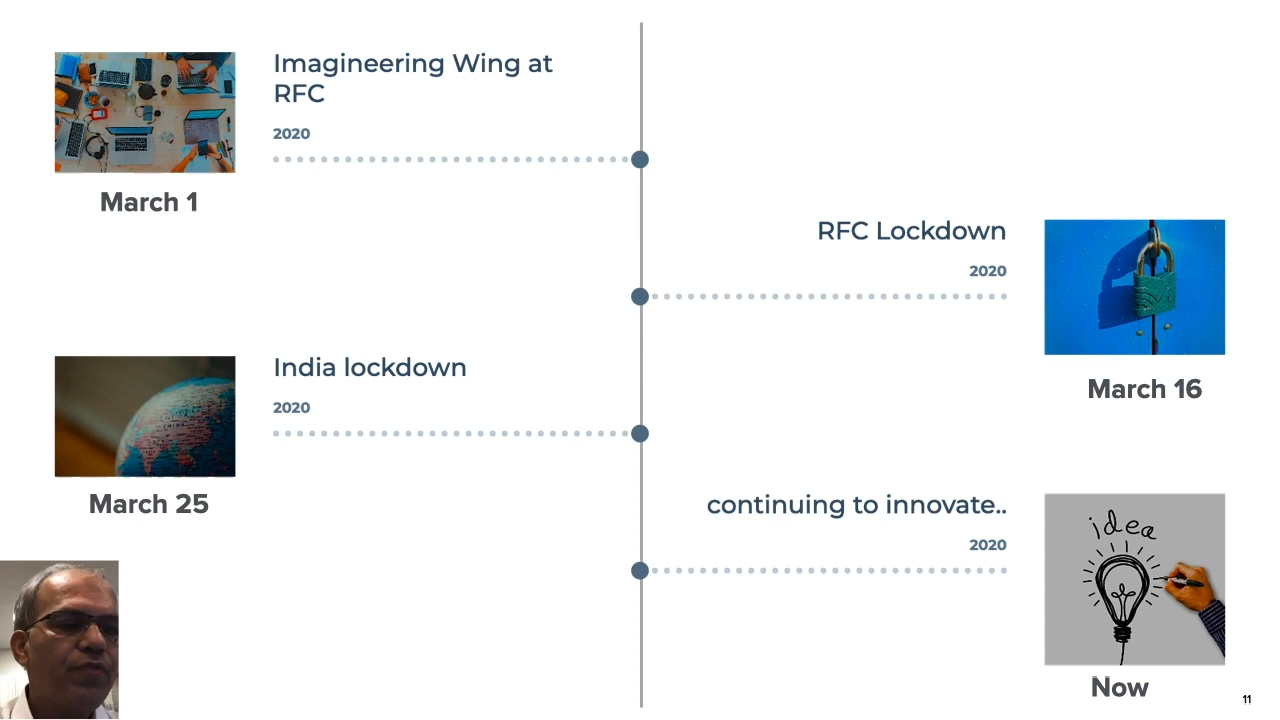 Imagineering Wing at
RFC
2020
March 1
RFC Lockdown
2020
March 16
India lockdown
2020
March 25
continuing to innovate..
2020
idea
Now
11